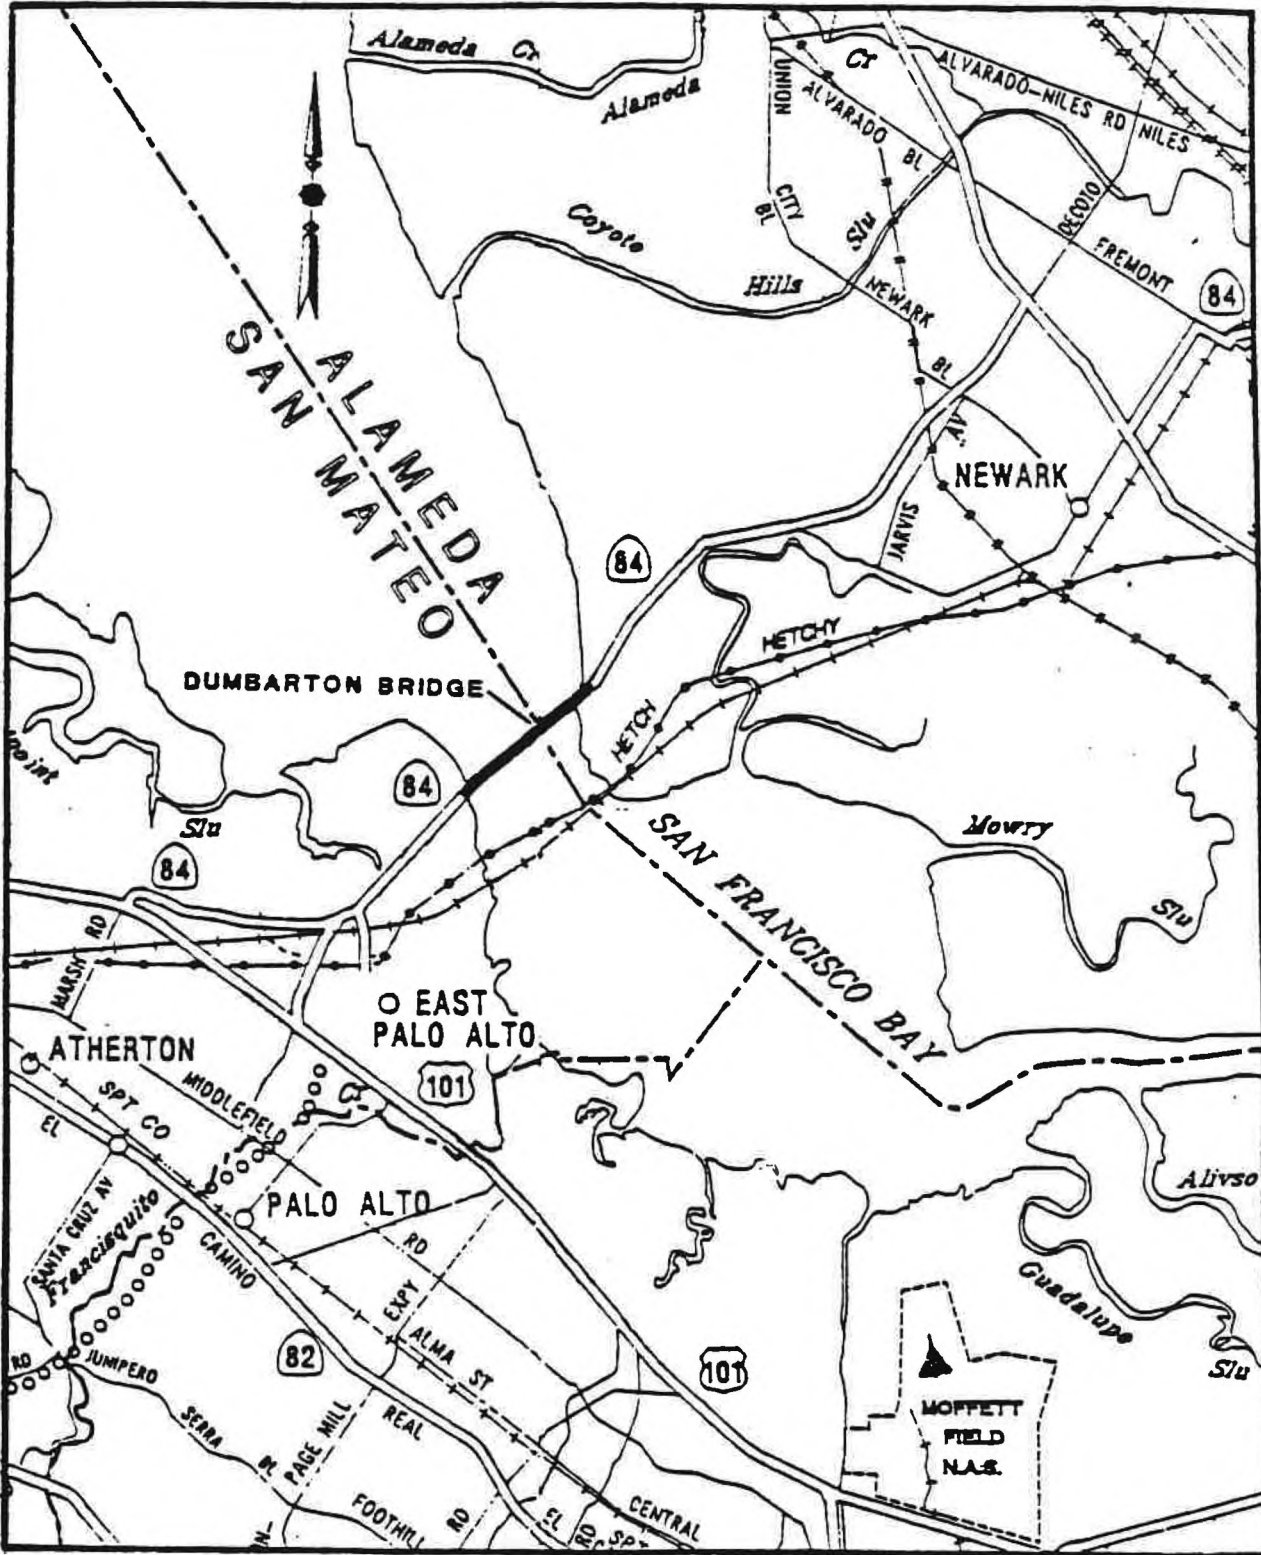 Alameda Cr
Alameda
Cr
ALVARADO-NILES RD NILES
UNION
CITY
BL
ALVARADO
BL
DECOTO
FREMONT
84
Coyote
Hills
Slu
NEWARK
BL
ALAMEDA
SAN MATEO
AV
JARVIS
NEWARK
84
HETCHY
HETCH
DUMBARTON BRIDGE
84
point
Slu
84
SAN FRANCISCO BAY
Mowry
Slu
MARSH RD
EAST
PALO ALTO
ATHERTON
101
MIDDLEFIELD
Cr
SPT CO
EL
SANTA CRUZ AV
Francisquito
PALO ALTO
RD
CAMINO
EXPY
ALMA ST
82
RD
JUNIPERO
SERRA
BL
PAGE MILL
REAL
101
Alivso
Guadalupe
Slu
MOFFETT
FIELD
N.A.S.
FOOTHILL
RD
EL
RD
CENTRAL
SPT